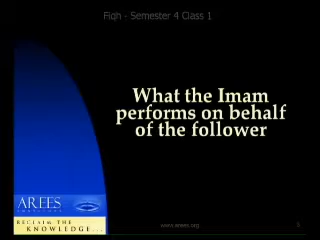 Fiqh - Semester 4 Class 1
What the Imam
performs on behalf
of the follower
AREES
RECLAIM THE
KNOWLEDGE
www.arees.org